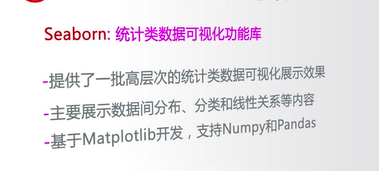 Seaborn: 统计类数据可视化功能库
-提供了一批高层次的统计类数据可视化展示效果
-主要展示数据间分布、分类和线性关系等内容
-基于Matplotlib开发，支持Numpy和Pandas